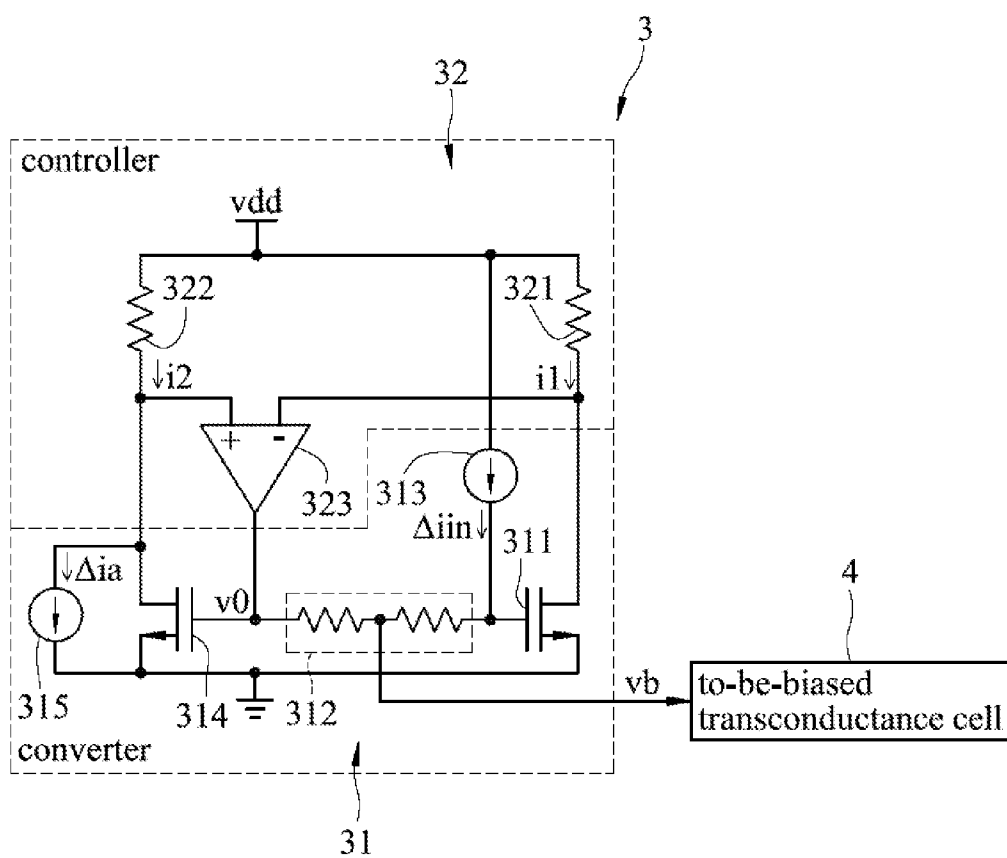 3
32
controller
vdd
322
321
i2
i1
+
-
323
313
Δiin
311
Δia
v0
4
315
314
312
vb
to-be-biased
transconductance cell
converter
31